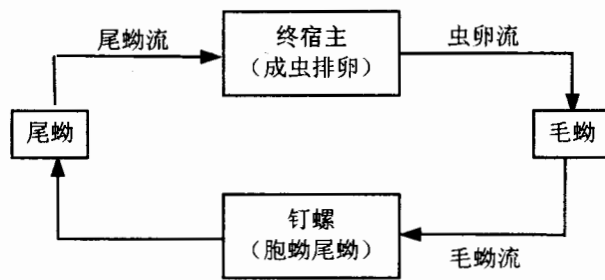 尾蚴流
终宿主
（成虫排卵）
虫卵流
尾蚴
毛蚴
钉螺
（胞蚴尾蚴）
毛蚴流